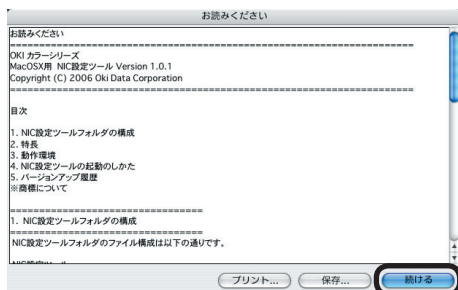 お読みください
お読みください
==================================================================
OKI カラーシリーズ
MacOSX用 NIC設定ツール Version 1.0.1
Copyright (C) 2006 Oki Data Corporation
==================================================================
目次
1. NIC設定ツールフォルダの構成
2. 特長
3. 動作環境
4. NIC設定ツールの起動のしかた
5. バージョンアップ履歴
※商標について
================================
1. NIC設定ツールフォルダの構成
================================
NIC設定ツールフォルダのファイル構成は以下の通りです。
プリント... 保存... 続ける